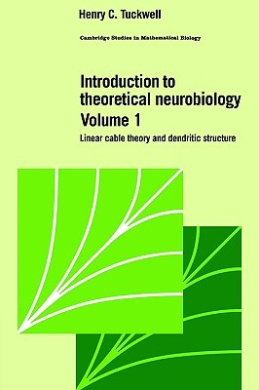 Henry C. Tuckwell
Cambridge Studies in Mathematical Biology
Introduction to
theoretical neurobiology
Volume 1
Linear cable theory and dendritic structure